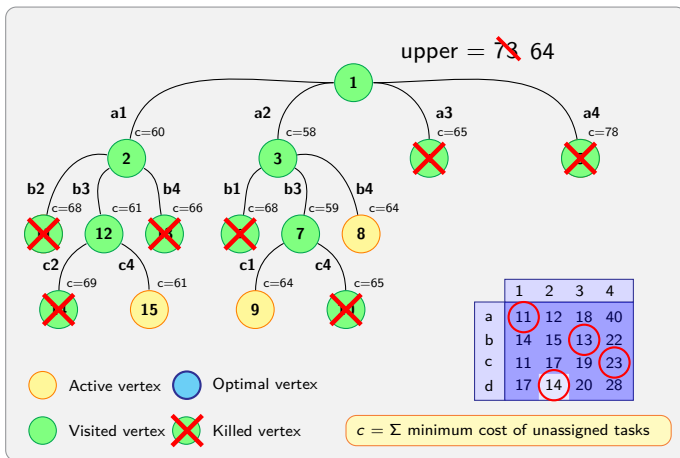 upper = 73 64
1
a1 a2 a3 a4
c=60 c=58 c=65 c=78
2 3
b2 b3 b4 b1 b3 b4
c=68 c=61 c=66 c=68 c=59 c=64
12 7 8
c2 c4 c1 c4
c=69 c=61 c=64 c=65
15 9
1 2 3 4
a 11 12 18 40
b 14 15 13 22
c 11 17 19 23
d 17 14 20 28
Active vertex Optimal vertex
Visited vertex Killed vertex
c = Σ minimum cost of unassigned tasks